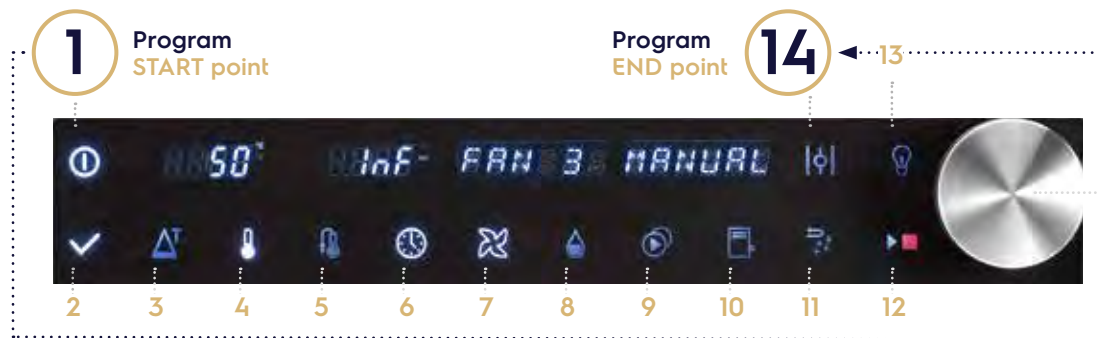 1 Program
START point
Program
END point 14 13
50° InF- FAN 3 MANUAL
2 3 4 5 6 7 8 9 10 11 12